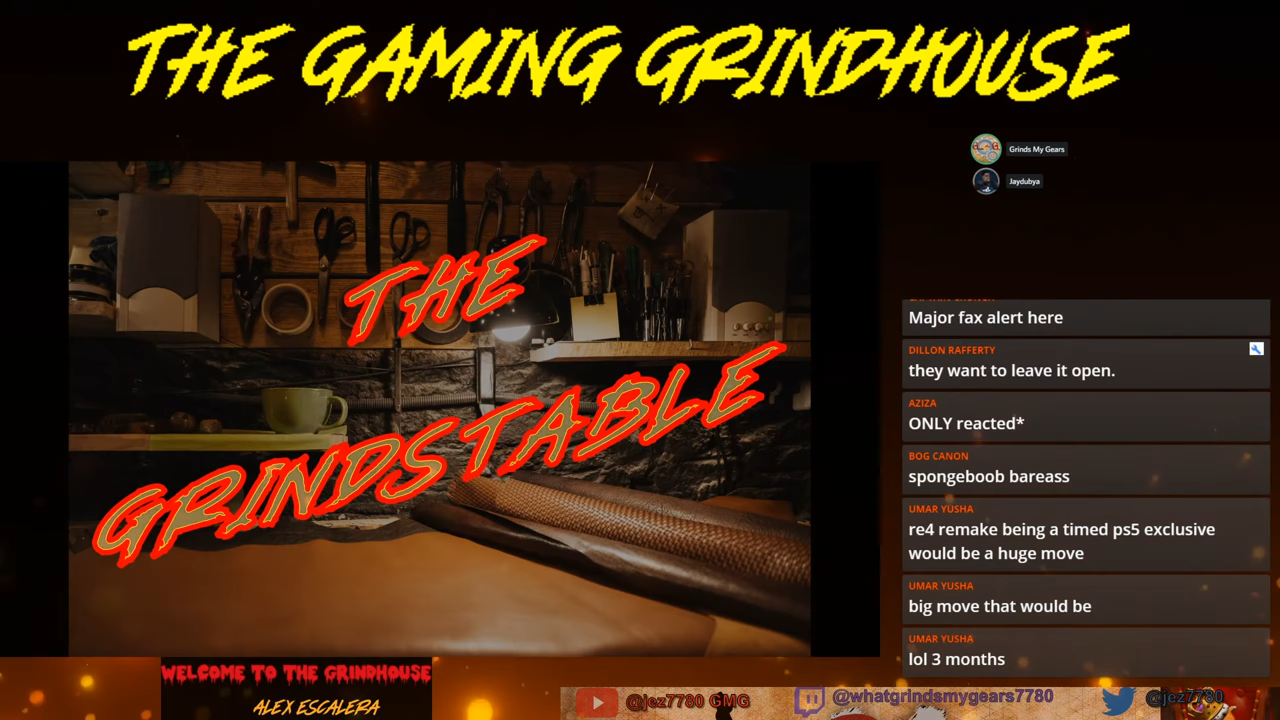 THE GAMING GRINDHOUSE
Grinds My Gears
Jaydubya
THE
GRINDSTABLE
Major fax alert here
DILLON RAFFERTY
they want to leave it open.
AZIZA
ONLY reacted*
BOG CANON
spongeboob bareass
UMAR YUSHA
re4 remake being a timed ps5 exclusive
would be a huge move
UMAR YUSHA
big move that would be
UMAR YUSHA
lol 3 months
WELCOME TO THE GRINDHOUSE
ALEX ESCALERA
@jez7780 GMG
@whatgrindsmygears7780
@jez7780